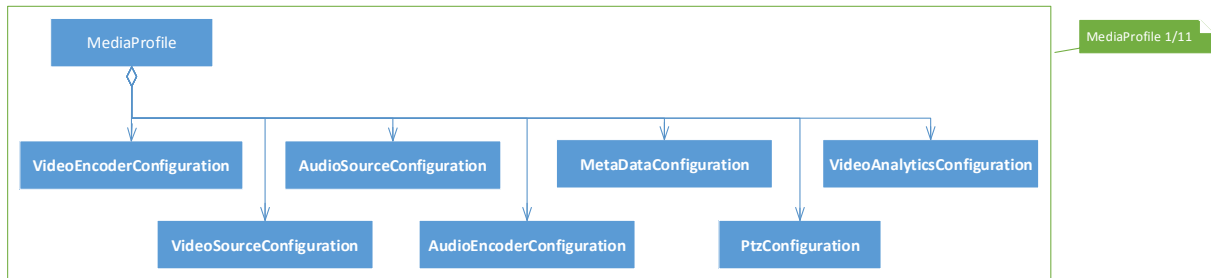 MediaProfile
MediaProfile 1/11
VideoEncoderConfiguration
AudioSourceConfiguration
MetaDataConfiguration
VideoAnalyticsConfiguration
VideoSourceConfiguration
AudioEncoderConfiguration
PtzConfiguration